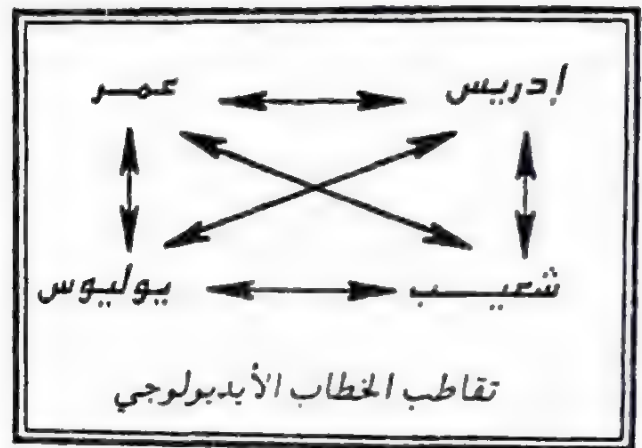 إدريس عمر
شعيب يوليوس
تقاطب الخطاب الأيديولوجي